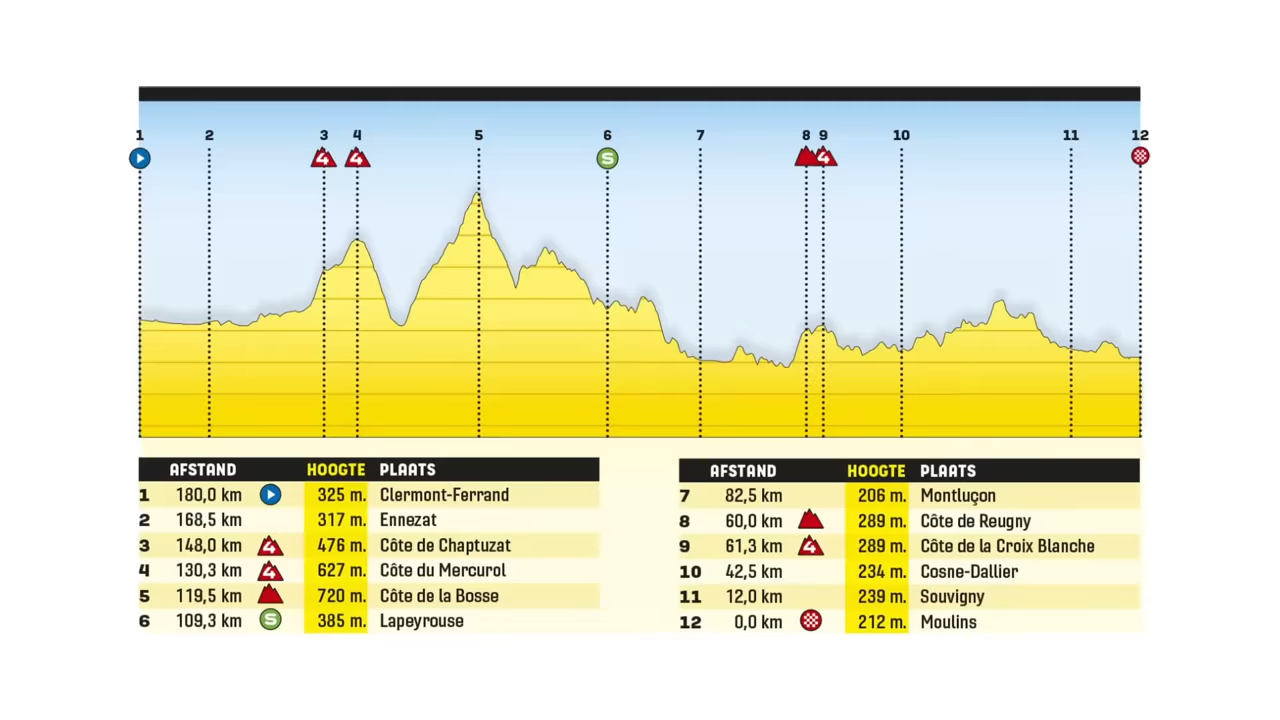 1 2 3 4 5 6 7 8 9 10 11 12
4 4 S 4
AFSTAND HOOGTE PLAATS
1 180,0 km 325 m. Clermont-Ferrand
2 168,5 km 317 m. Ennezat
3 148,0 km 4 476 m. Côte de Chaptuzat
4 130,3 km 4 627 m. Côte du Mercurol
5 119,5 km 720 m. Côte de la Bosse
6 109,3 km S 385 m. Lapeyrouse
AFSTAND HOOGTE PLAATS
7 82,5 km 206 m. Montluçon
8 60,0 km 289 m. Côte de Reugny
9 61,3 km 4 289 m. Côte de la Croix Blanche
10 42,5 km 234 m. Cosne-Dallier
11 12,0 km 239 m. Souvigny
12 0,0 km 212 m. Moulins